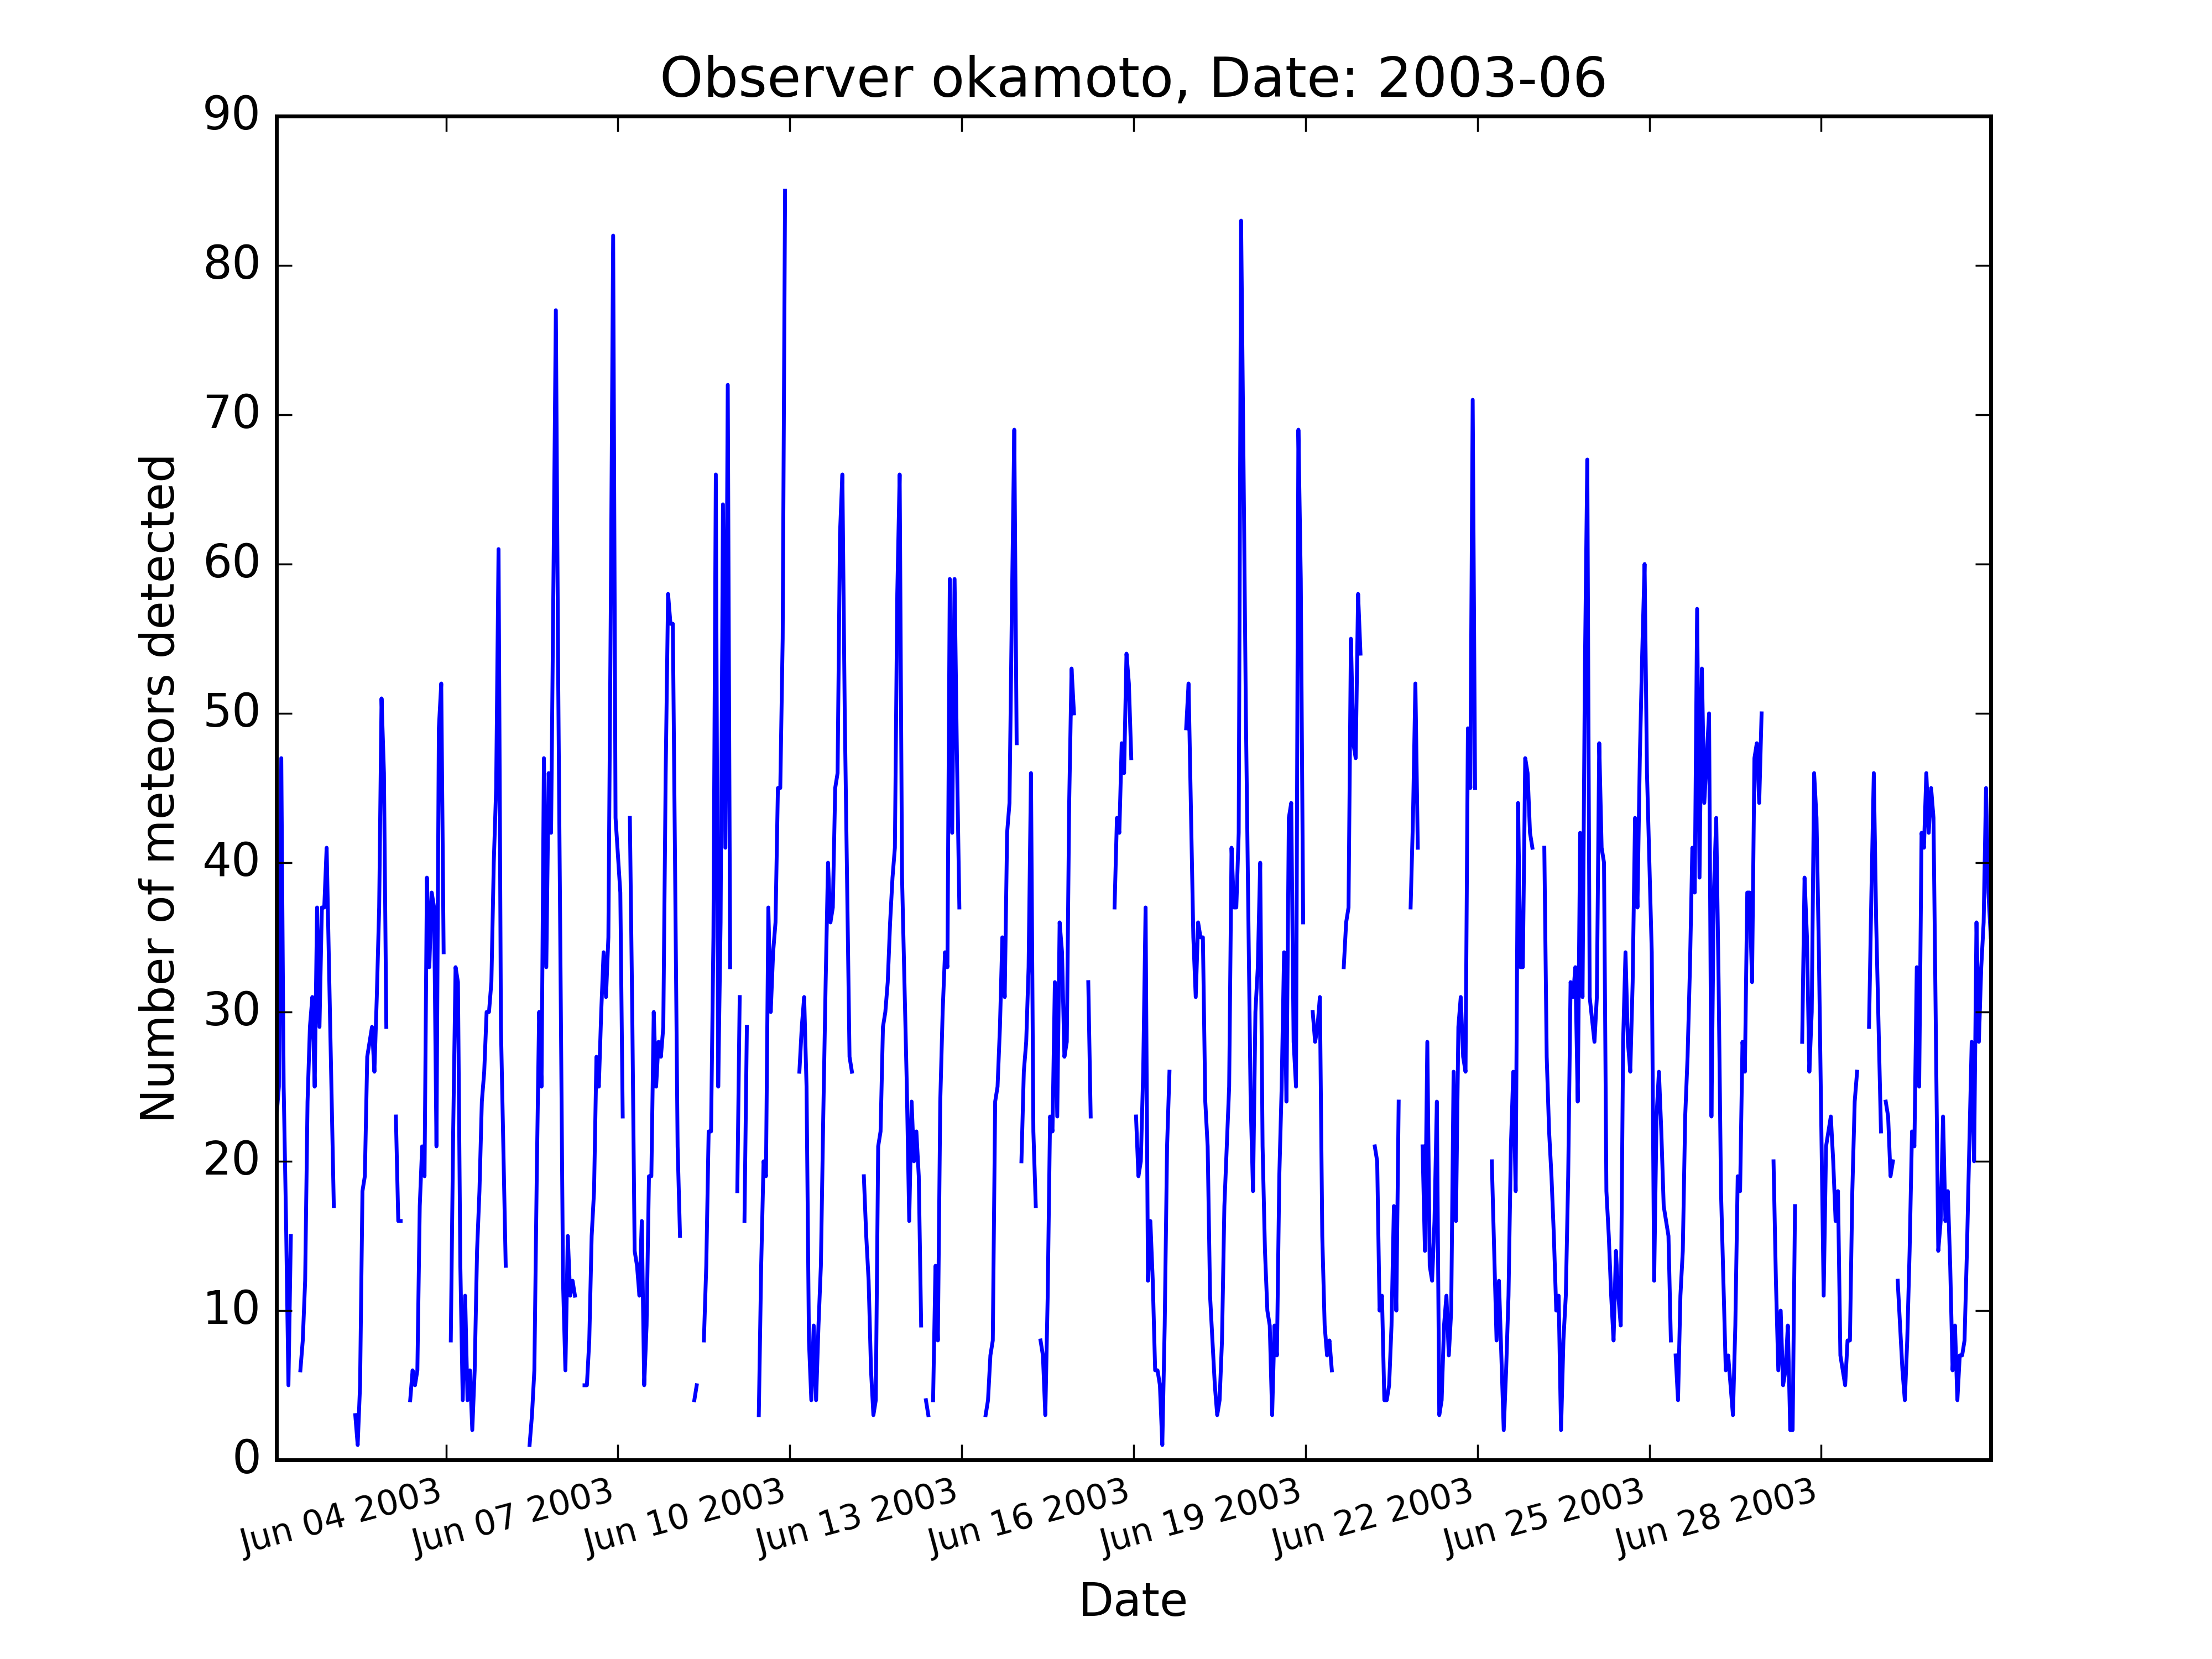 Observer okamoto, Date: 2003-06
90
80
70
60
50
40
30
20
10
0
Number of meteors detected
Jun 04 2003
Jun 07 2003
Jun 10 2003
Jun 13 2003
Jun 16 2003
Jun 19 2003
Jun 22 2003
Jun 25 2003
Jun 28 2003
Date